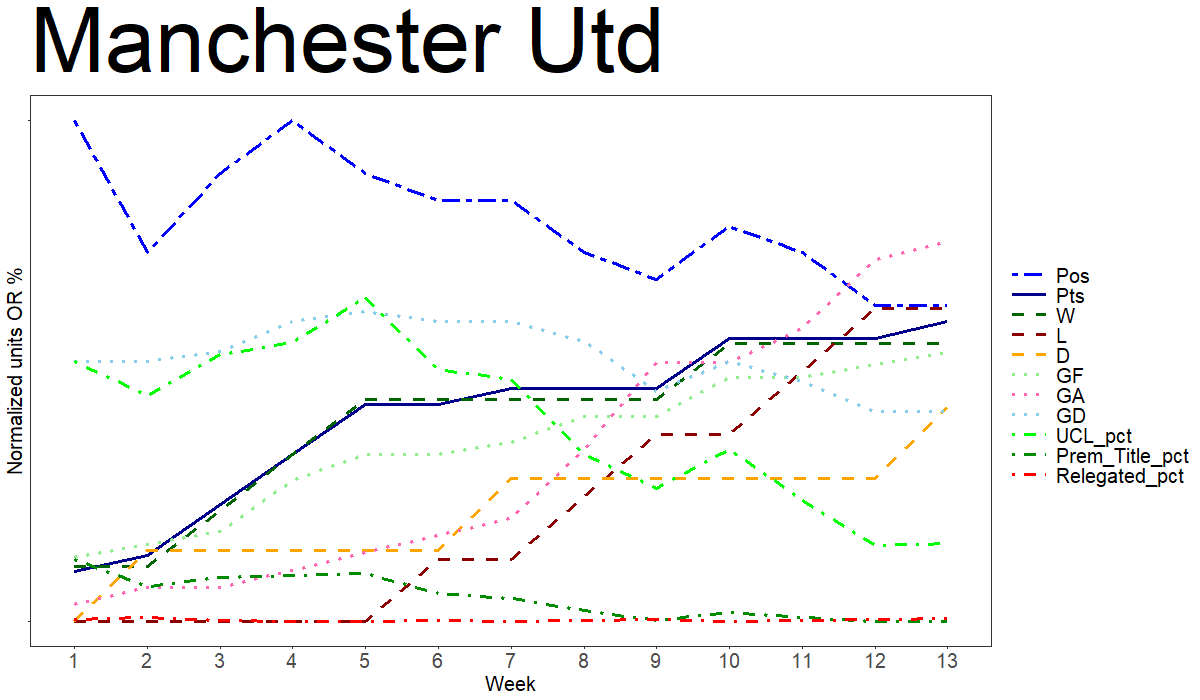 Manchester Utd
Normalized units OR %
Pos
Pts
W
L
D
GF
GA
GD
UCL_pct
Prem_Title_pct
Relegated_pct
1 2 3 4 5 6 7 8 9 10 11 12 13
Week